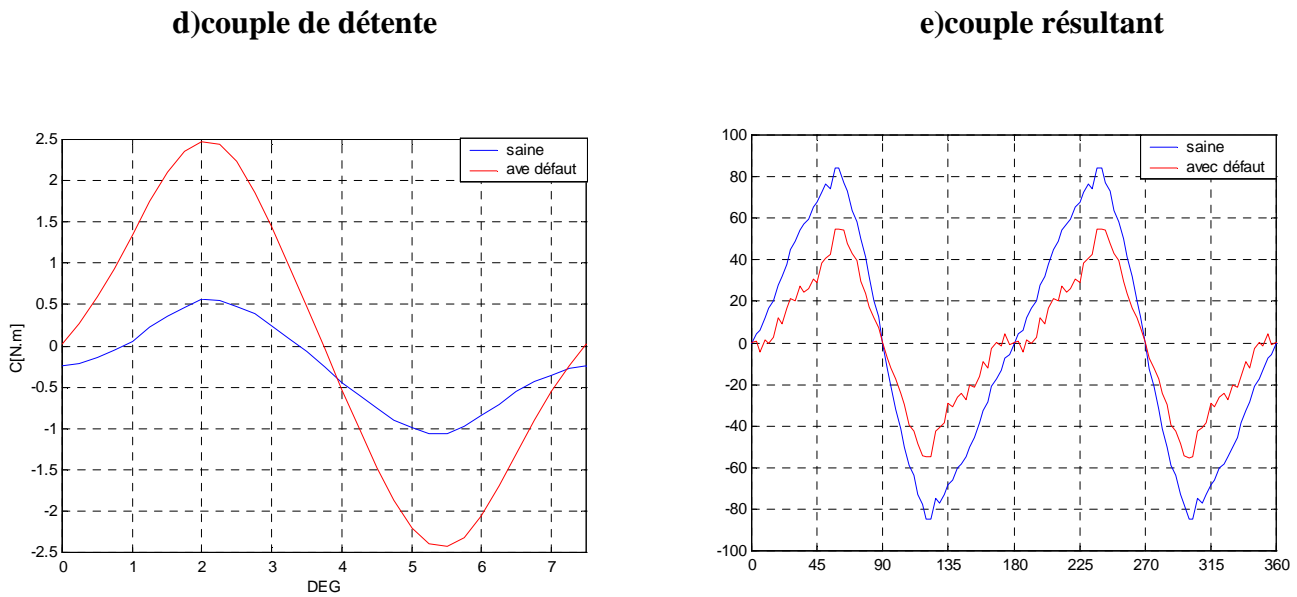 d)couple de détente
e)couple résultant
2.5
2
1.5
1
0.5
0
-0.5
-1
-1.5
-2
-2.5
C[N.m]
saine
ave défaut
0 1 2 3 4 5 6 7
DEG
100
80
60
40
20
0
-20
-40
-60
-80
-100
saine
avec défaut
0 45 90 135 180 225 270 315 360